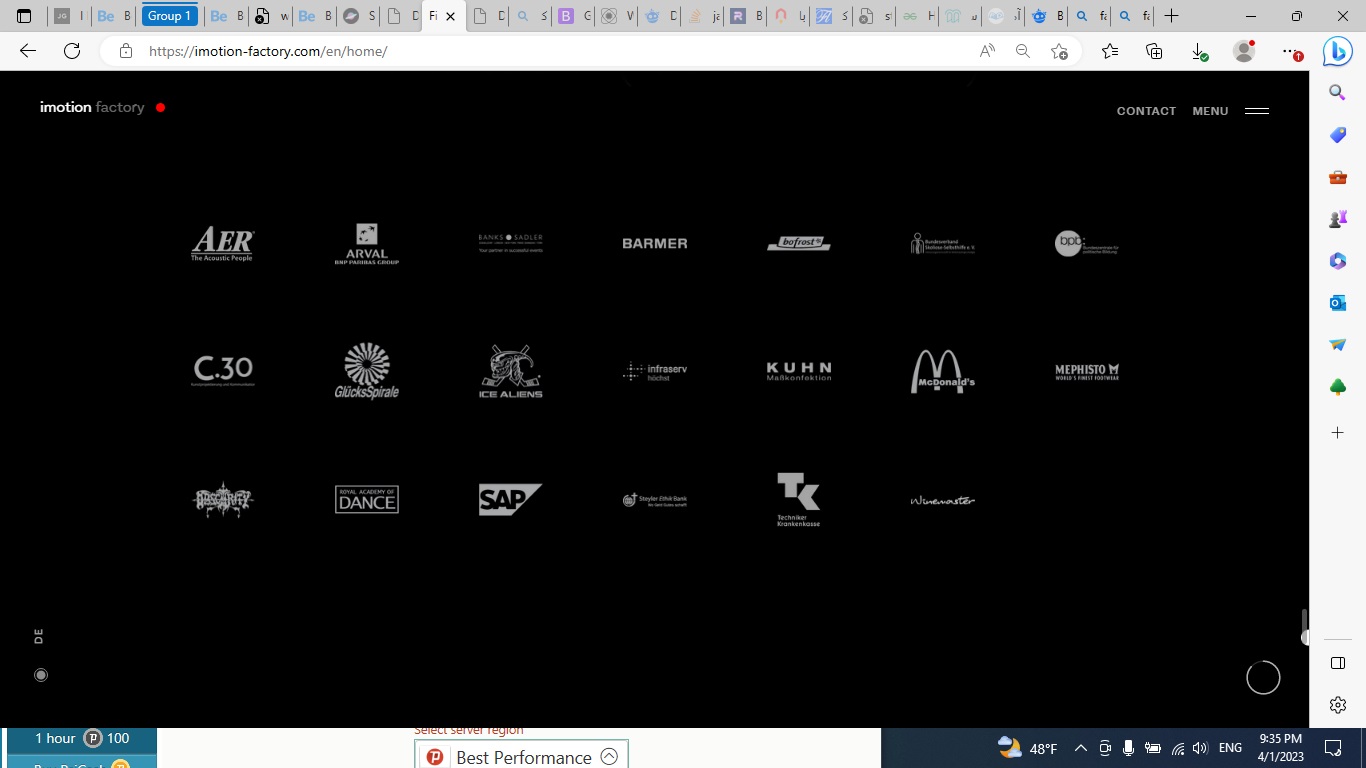 JG
Be B
Group 1
Be B
w
Be B
S
D
Fi
D
S
G
W
D
ja
B
U
S
st
H
B
fa
fa
https://imotion-factory.com/en/home/
imotion factory
CONTACT MENU
AER
The Acoustic People
ARVAL
BNP PARIBAS GROUP
BANKS SADLER
Your partner in successful events
BARMER
bofrost*
Bundesverband
Skoliose-Selbsthilfe e. V.
bpb:
Bundeszentrale für
politische Bildung
C.30
GlücksSpirale
ICE ALIENS
infraserv
höchst
KUHN
Maßkonfektion
McDonald's
MEPHISTO
WORLD'S FINEST FOOTWEAR
OBSCURITY
ROYAL ACADEMY OF
DANCE
SAP
Steyler Ethik Bank
TK
Techniker
Krankenkasse
Winemaster
DE
1 hour 100
Select server region
Best Performance
48°F
ENG
9:35 PM
4/1/2023